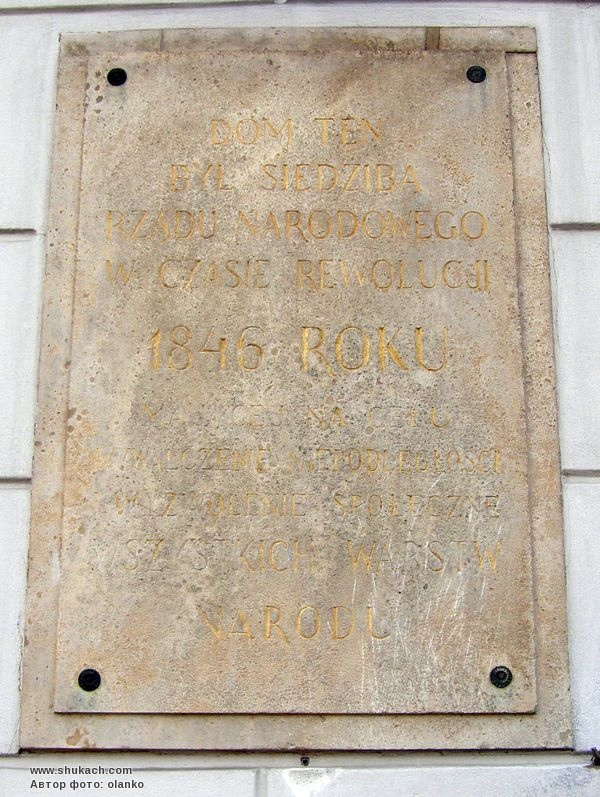 DOM TEN
BYŁ SIEDZIBĄ
RZĄDU NARODOWEGO
W CZASIE REWOLUCJI
1846 ROKU
MAJĄCEJ NA CELU
WYWALCZENIE NIEPODLEGŁOŚCI
I WYZWOLENIE SPOŁECZNE
WSZYSTKICH WARSTW
NARODU
www.shukach.com
Автор фото: olanko